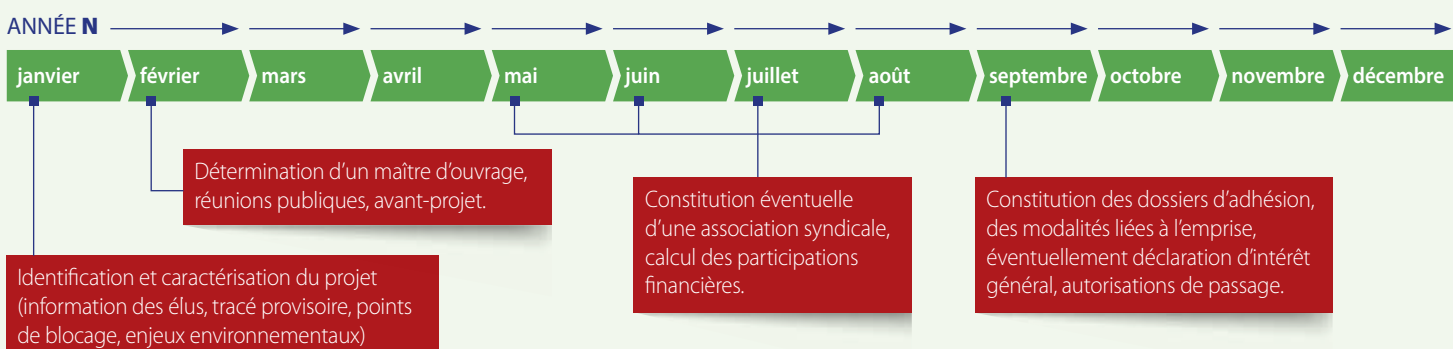 ANNÉE N
janvier février mars avril mai juin juillet août septembre octobre novembre décembre
Détermination d'un maître d'ouvrage,
réunions publiques, avant-projet.
Constitution éventuelle
d'une association syndicale,
calcul des participations
financières.
Constitution des dossiers d'adhésion,
des modalités liées à l'emprise,
éventuellement déclaration d'intérêt
général, autorisations de passage.
Identification et caractérisation du projet
(information des élus, tracé provisoire, points
de blocage, enjeux environnementaux)